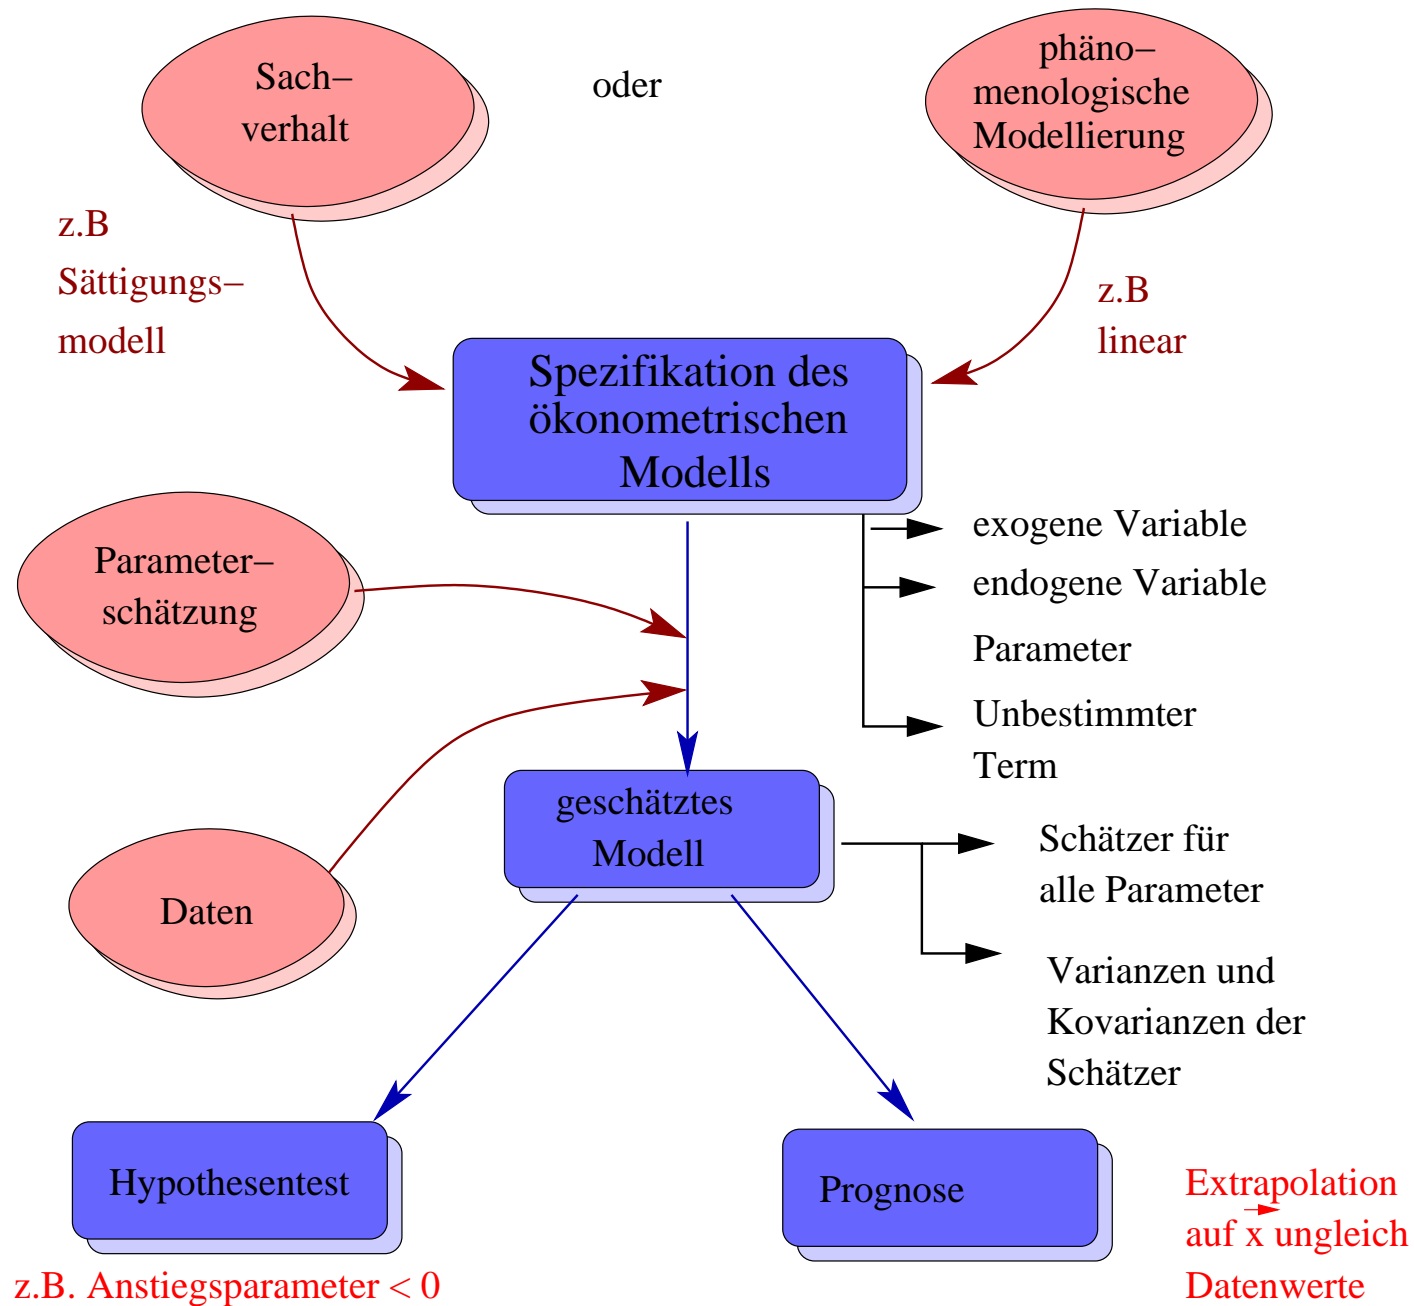 Sach–
verhalt
oder
phäno–
menologische
Modellierung
z.B
Sättigungs–
modell
z.B
linear
Spezifikation des
ökonometrischen
Modells
exogene Variable
endogene Variable
Parameter
Unbestimmter
Term
Parameter–
schätzung
geschätztes
Modell
Schätzer für
alle Parameter
Daten
Varianzen und
Kovarianzen der
Schätzer
Hypothesentest
Prognose
Extrapolation
auf x ungleich
Datenwerte
z.B. Anstiegsparameter < 0